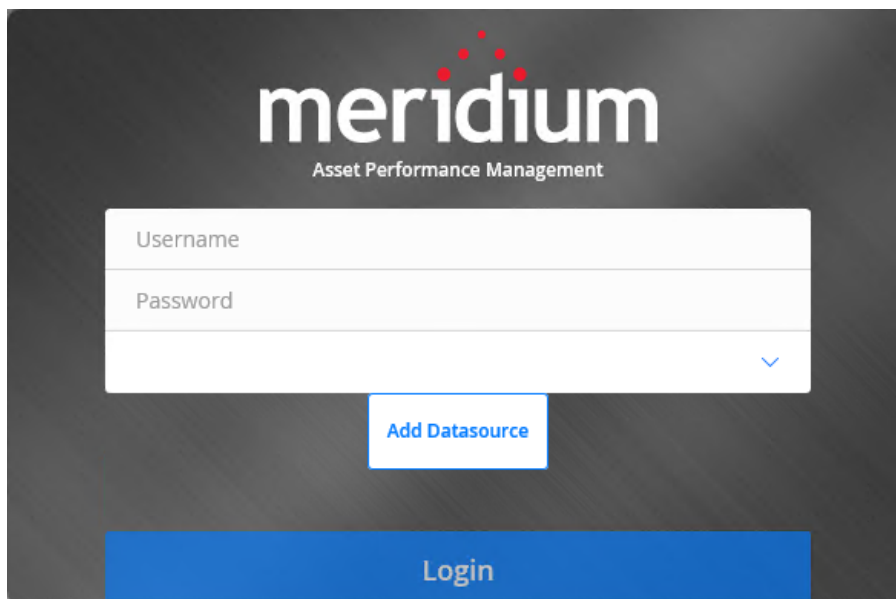 meridium
Asset Performance Management
Username
Password
Add Datasource
Login